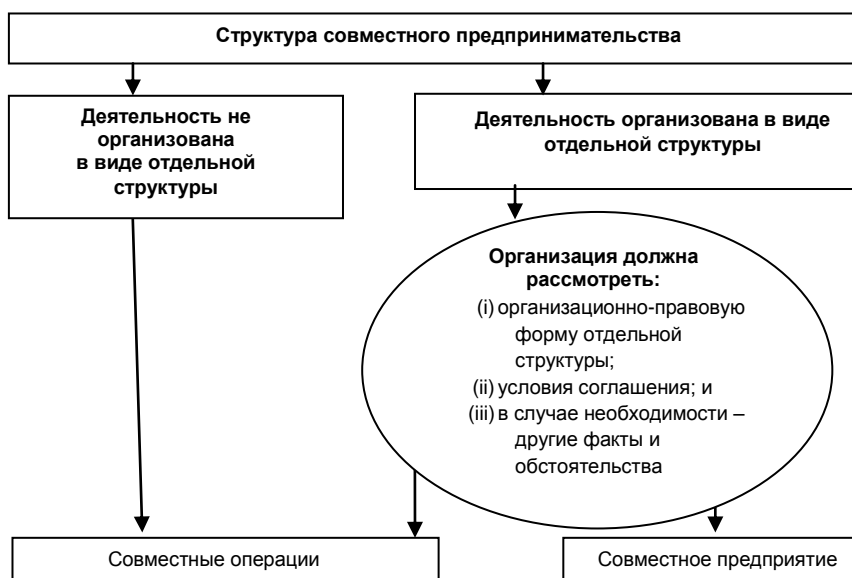 Структура совместного предпринимательства
Деятельность не
организована
в виде отдельной
структуры
Деятельность организована в виде
отдельной структуры
Организация должна
рассмотреть:
(i) организационно-правовую
форму отдельной
структуры;
(ii) условия соглашения; и
(iii) в случае необходимости –
другие факты и
обстоятельства
Совместные операции
Совместное предприятие